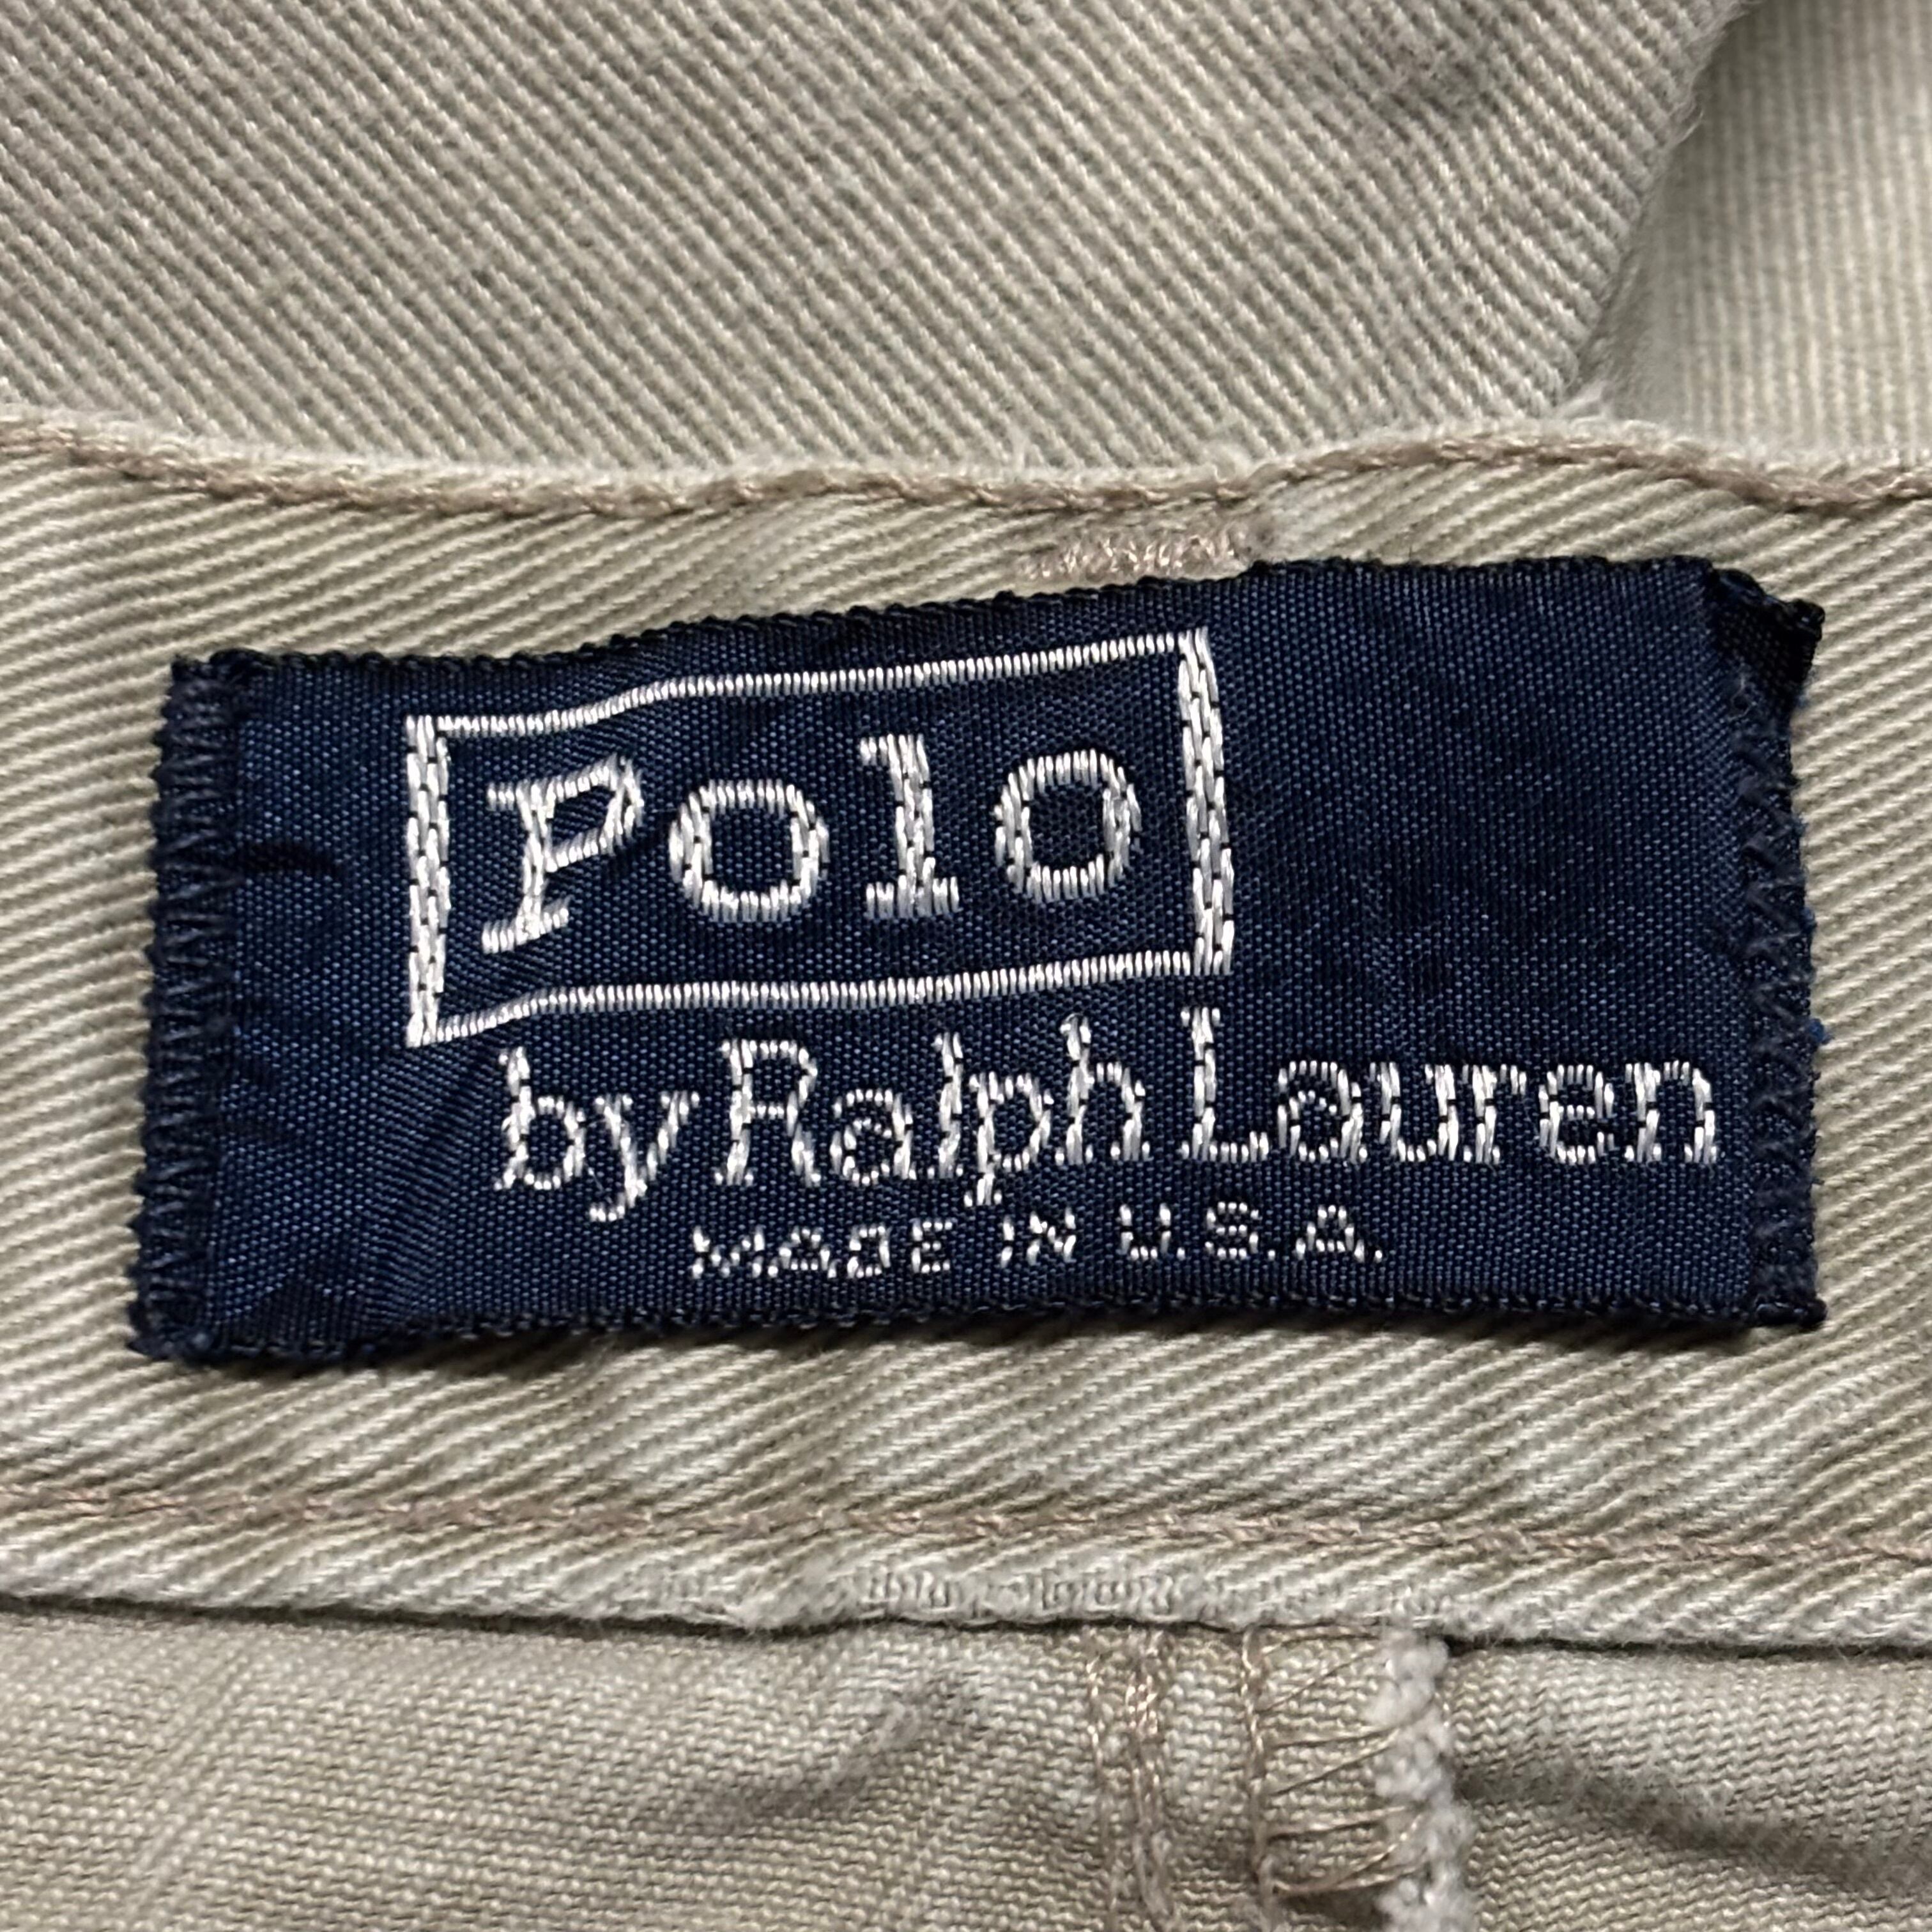 Polo
by Ralph Lauren
MADE IN U.S.A.